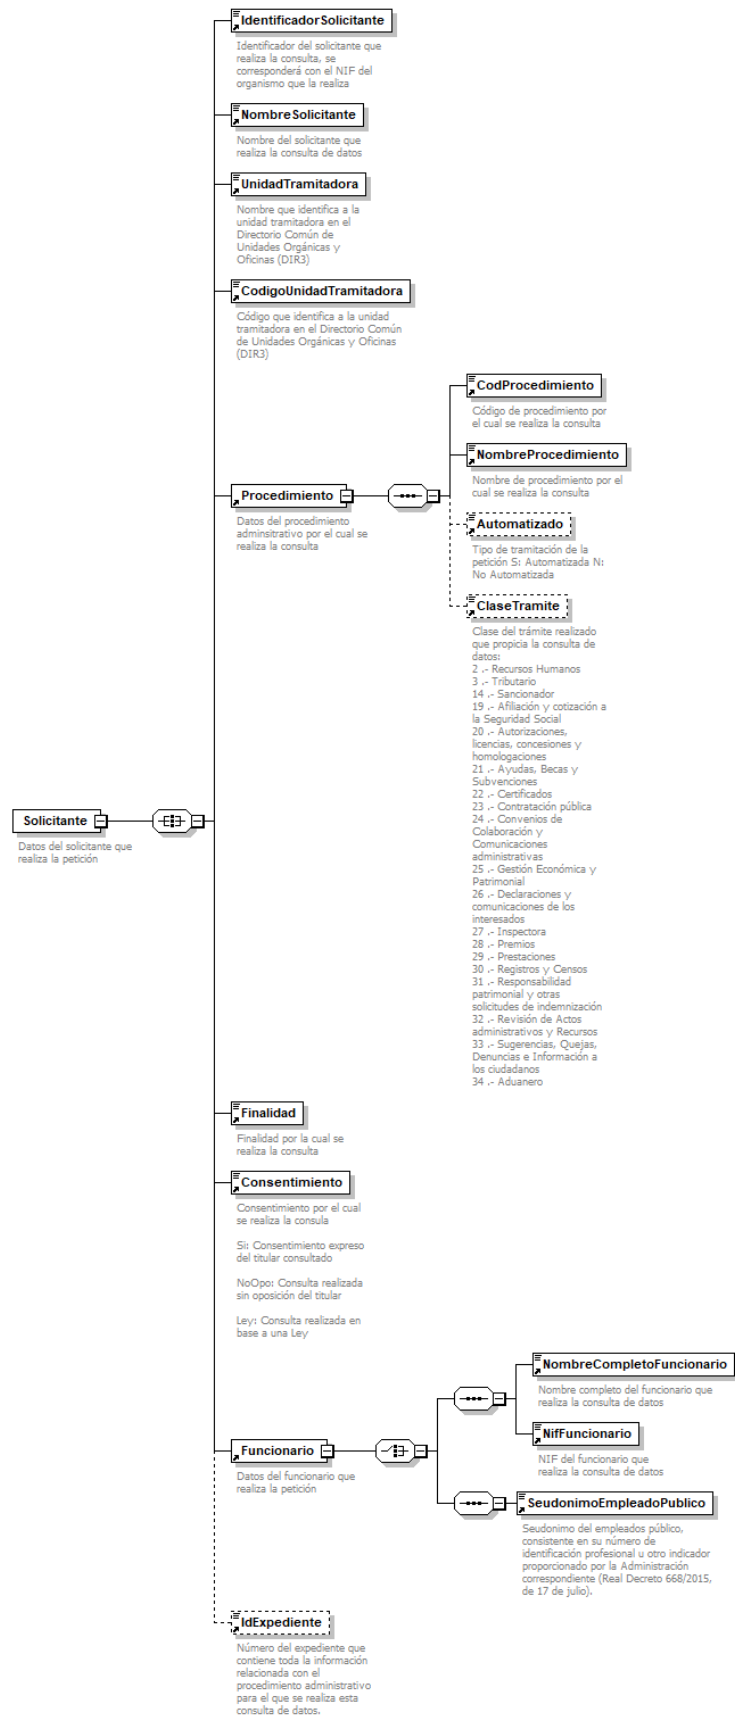 IdentificadorSolicitante
Identificador del solicitante que
realiza la consulta, se
corresponderá con el NIF del
organismo que la realiza
NombreSolicitante
Nombre del solicitante que
realiza la consulta de datos
UnidadTramitadora
Nombre que identifica a la
unidad tramitadora en el
Directorio Común de
Unidades Orgánicas y
Oficinas (DIR3)
CodigoUnidadTramitadora
Código que identifica a la unidad
tramitadora en el Directorio Común
de Unidades Orgánicas y Oficinas
(DIR3)
CodProcedimiento
Código de procedimiento por
el cual se realiza la consulta
NombreProcedimiento
Nombre de procedimiento por el
cual se realiza la consulta
Procedimiento
Datos del procedimiento
adminsitrativo por el cual se
realiza la consulta
Automatizado
Tipo de tramitación de la
petición S: Automatizada N:
No Automatizada
ClaseTramite
Clase del trámite realizado
que propicia la consulta de
datos:
2 .- Recursos Humanos
3 .- Tributario
14 .- Sancionador
19 .- Afiliación y cotización a
la Seguridad Social
20 .- Autorizaciones,
licencias, concesiones y
homologaciones
21 .- Ayudas, Becas y
Subvenciones
22 .- Certificados
23 .- Contratación pública
24 .- Convenios de
Colaboración y
Comunicaciones
administrativas
25 .- Gestión Económica y
Patrimonial
26 .- Declaraciones y
comunicaciones de los
interesados
27 .- Inspectora
28 .- Premios
29 .- Prestaciones
30 .- Registros y Censos
31 .- Responsabilidad
patrimonial y otras
solicitudes de indemnización
32 .- Revisión de Actos
administrativos y Recursos
33 .- Sugerencias, Quejas,
Denuncias e Información a
los ciudadanos
34 .- Aduanero
Solicitante
Datos del solicitante que
realiza la petición
Finalidad
Finalidad por la cual se
realiza la consulta
Consentimiento
Consentimiento por el cual
se realiza la consula
Si: Consentimiento expreso
del titular consultado
NoOpo: Consulta realizada
sin oposición del titular
Ley: Consulta realizada en
base a una Ley
NombreCompletoFuncionario
Nombre completo del funcionario que
realiza la consulta de datos
NifFuncionario
NIF del funcionario que
realiza la consulta de datos
Funcionario
Datos del funcionario que
realiza la petición
SeudonimoEmpleadoPublico
Seudonimo del empleados público,
consistente en su número de
identificación profesional u otro indicador
proporcionado por la Administración
correspondiente (Real Decreto 668/2015,
de 17 de julio).
IdExpediente
Número del expediente que
contiene toda la información
relacionada con el
procedimiento administrativo
para el que se realiza esta
consulta de datos.